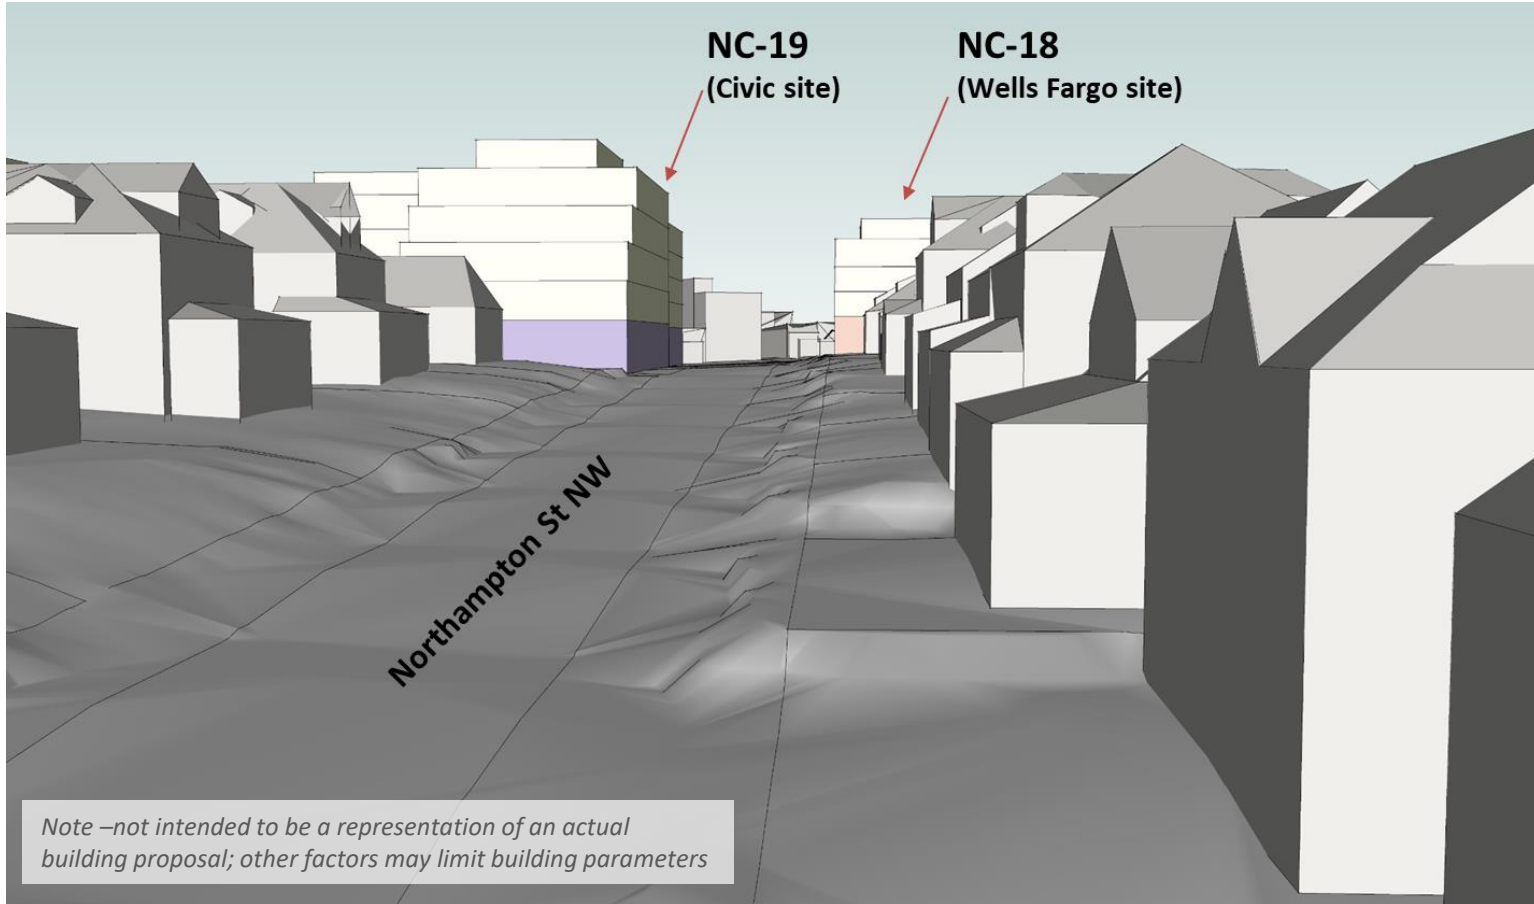 NC-19
(Civic site)
NC-18
(Wells Fargo site)
Northampton St NW
Note –not intended to be a representation of an actual
building proposal; other factors may limit building parameters